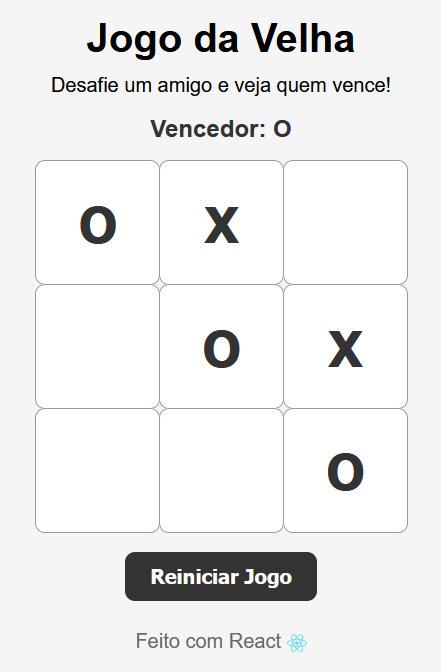 Jogo da Velha
Desafie um amigo e veja quem vence!
Vencedor: O
O X
O X
O
Reiniciar Jogo
Feito com React